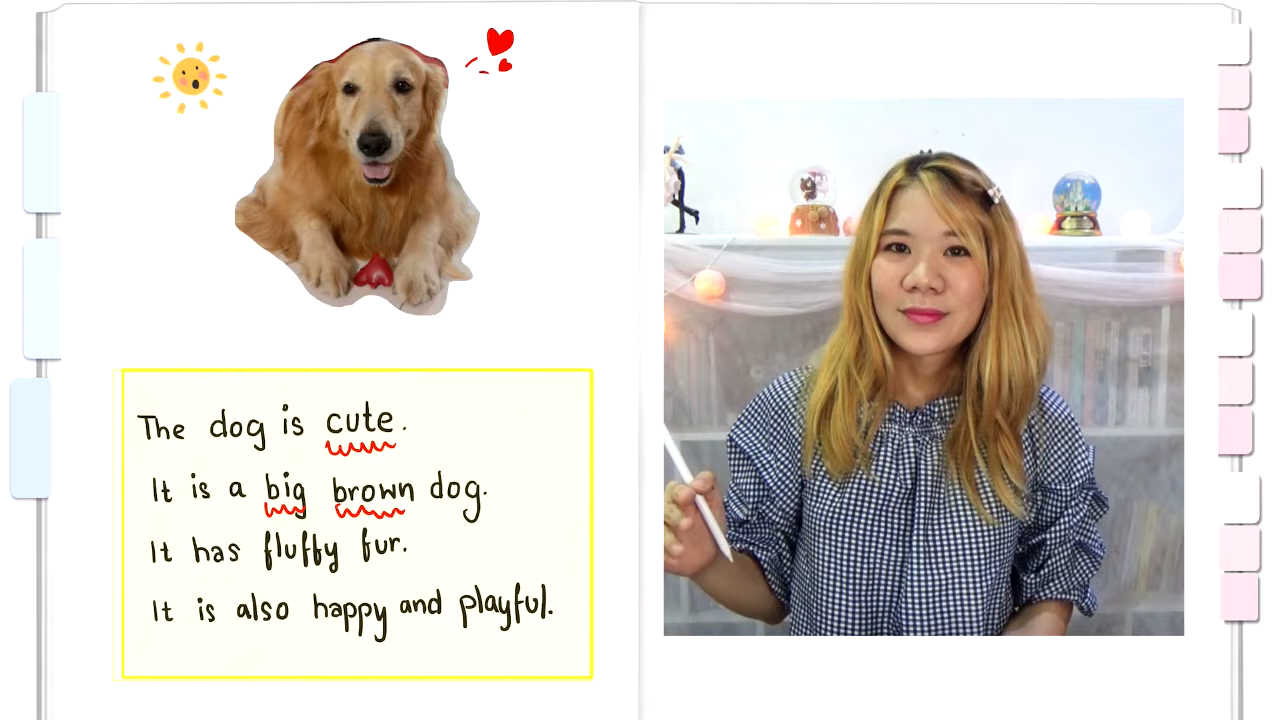 The dog is cute.
It is a big brown dog.
It has fluffy fur.
It is also happy and playful.